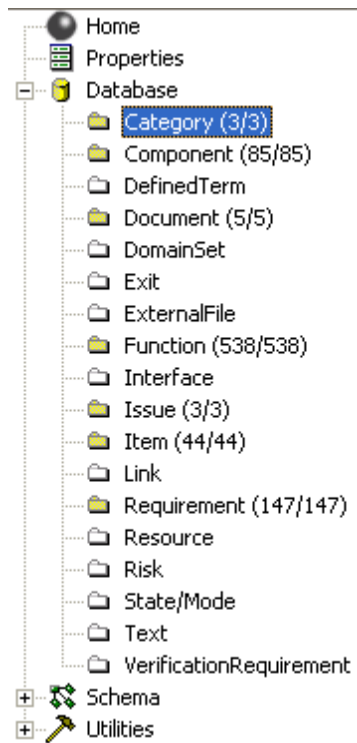 Home
Properties
Database
Category (3/3)
Component (85/85)
DefinedTerm
Document (5/5)
DomainSet
Exit
ExternalFile
Function (538/538)
Interface
Issue (3/3)
Item (44/44)
Link
Requirement (147/147)
Resource
Risk
State/Mode
Text
VerificationRequirement
Schema
Utilities